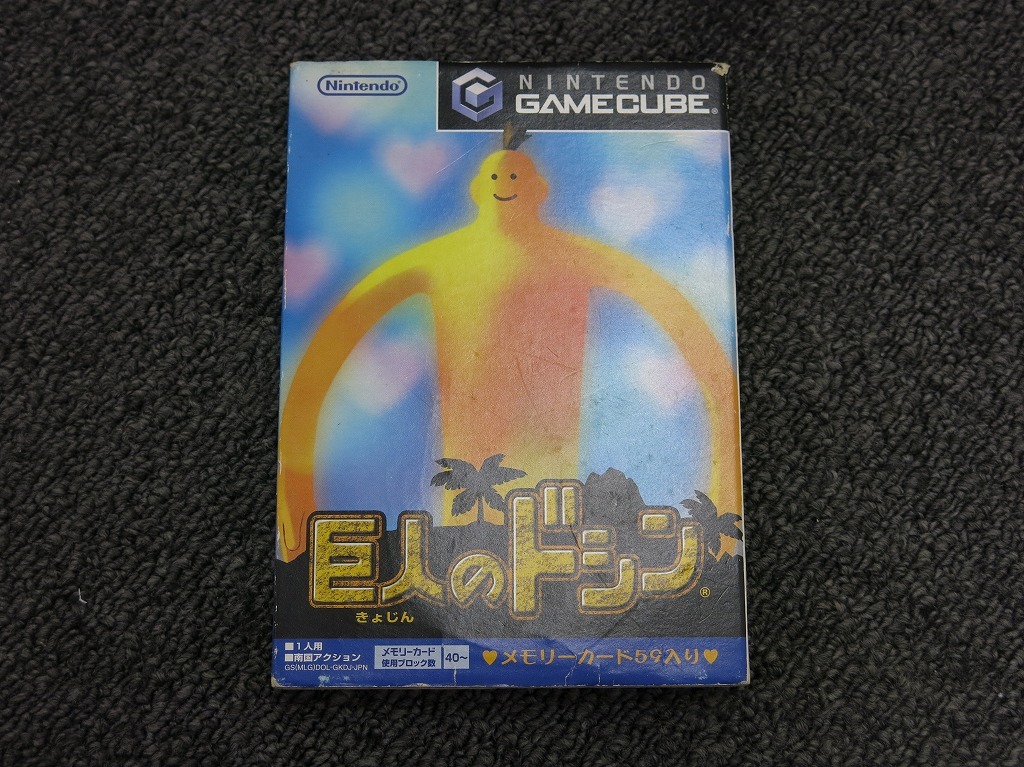 Nintendo®
NINTENDO
GAMECUBE®
巨人のドシン®
きょじん
■1人用
■南国アクション
GS(MLG)DOL-GKDJ-JPN
メモリーカード
使用ブロック数
40～
♥メモリーカード59入り♥